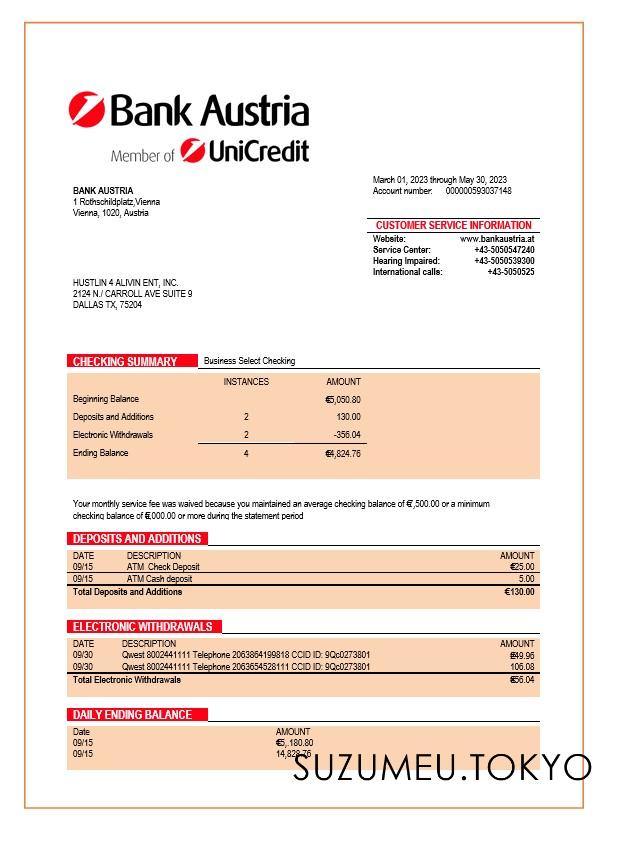 Bank Austria
Member of UniCredit
March 01, 2023 through May 30, 2023
Account number: 000000593037148
BANK AUSTRIA
1 Rothschildplatz,Vienna
Vienna, 1020, Austria
CUSTOMER SERVICE INFORMATION
Website: www.bankaustria.at
Service Center: +43-5050547240
Hearing Impaired: +43-5050539300
International calls: +43-5050525
HUSTLIN 4 ALIVIN ENT, INC.
2124 N./ CARROLL AVE SUITE 9
DALLAS TX, 75204
CHECKING SUMMARY Business Select Checking
INSTANCES AMOUNT
Beginning Balance €5,050.80
Deposits and Additions 2 130.00
Electronic Withdrawals 2 -356.04
Ending Balance 4 €4,824.76
Your monthly service fee was waived because you maintained an average checking balance of €7,500.00 or a minimum
checking balance of €,000.00 or more during the statement period
DEPOSITS AND ADDITIONS
DATE DESCRIPTION AMOUNT
09/15 ATM Check Deposit €25.00
09/15 ATM Cash deposit 5.00
Total Deposits and Additions €130.00
ELECTRONIC WITHDRAWALS
DATE DESCRIPTION AMOUNT
09/30 Qwest 8002441111 Telephone 2063864199818 CCID ID: 9Qc0273801
09/30 Qwest 8002441111 Telephone 2063654528111 CCID ID: 9Qc0273801 106.08
Total Electronic Withdrawals
DAILY ENDING BALANCE
Date AMOUNT
09/15 €5,.180.80
09/15
SUZUMEU.TOKYO